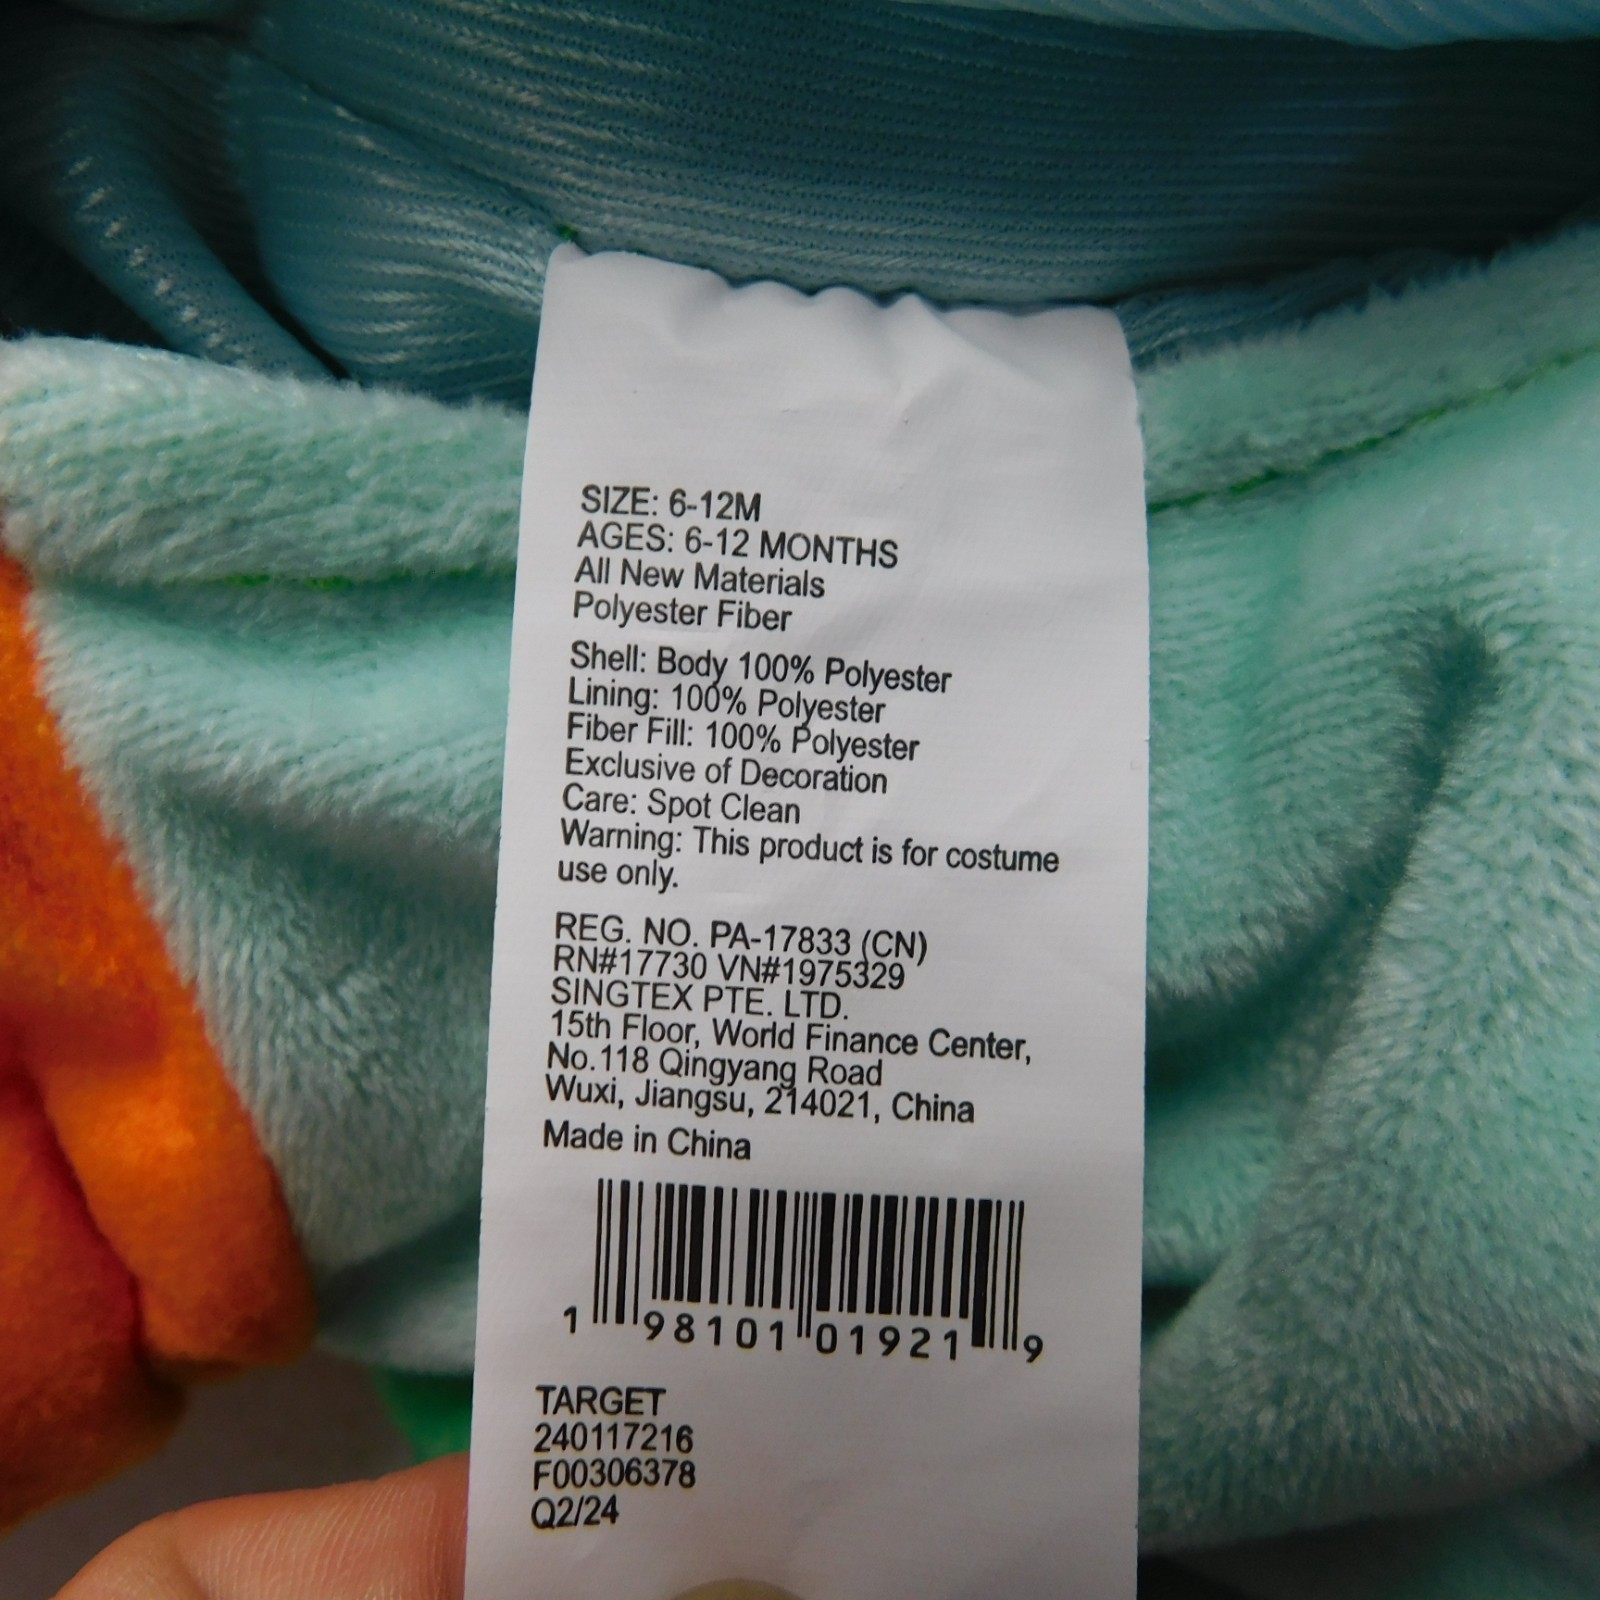 SIZE: 6-12M
AGES: 6-12 MONTHS
All New Materials
Polyester Fiber
Shell: Body 100% Polyester
Lining: 100% Polyester
Fiber Fill: 100% Polyester
Exclusive of Decoration
Care: Spot Clean
Warning: This product is for costume
use only.
REG. NO. PA-17833 (CN)
RN#17730 VN#1975329
SINGTEX PTE. LTD.
15th Floor, World Finance Center,
No.118 Qingyang Road
Wuxi, Jiangsu, 214021, China
Made in China
1 98101 01921 9
TARGET
240117216
F00306378
Q2/24